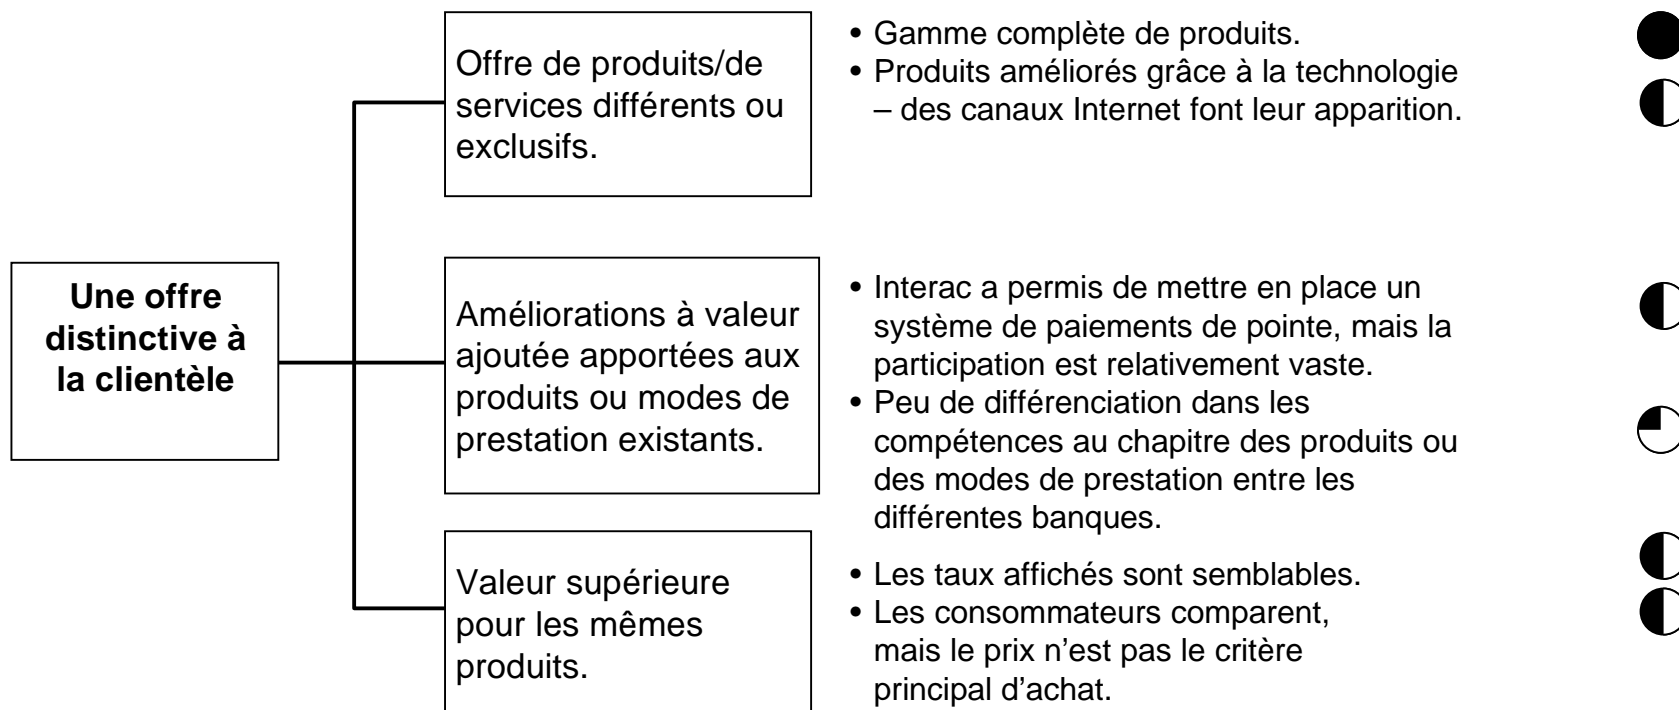 Une offre
distinctive à
la clientèle
Offre de produits/de
services différents ou
exclusifs.
• Gamme complète de produits.
• Produits améliorés grâce à la technologie
– des canaux Internet font leur apparition.
Améliorations à valeur
ajoutée apportées aux
produits ou modes de
prestation existants.
• Interac a permis de mettre en place un
système de paiements de pointe, mais la
participation est relativement vaste.
• Peu de différenciation dans les
compétences au chapitre des produits ou
des modes de prestation entre les
différentes banques.
Valeur supérieure
pour les mêmes
produits.
• Les taux affichés sont semblables.
• Les consommateurs comparent,
mais le prix n'est pas le critère
principal d'achat.